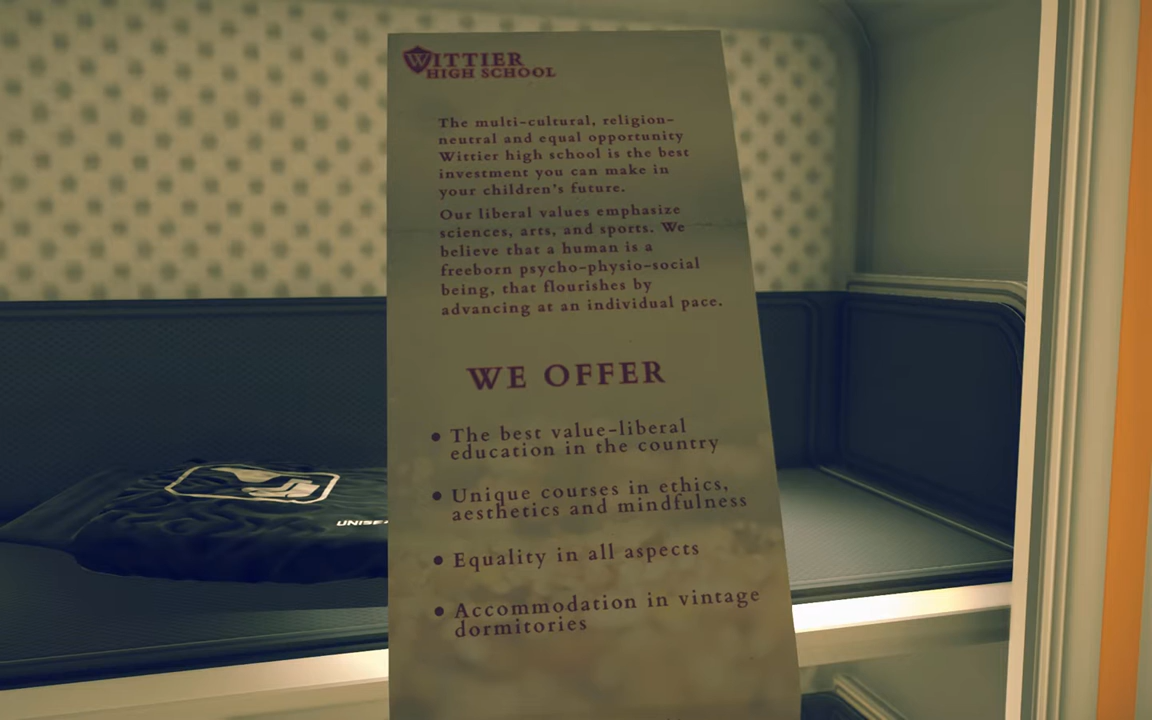 WITTIER
HIGH SCHOOL
The multi-cultural, religion-
neutral and equal opportunity
Wittier high school is the best
investment you can make in
your children's future.
Our liberal values emphasize
sciences, arts, and sports. We
believe that a human is a
freeborn psycho-physio-social
being, that flourishes by
advancing at an individual pace.
WE OFFER
• The best value-liberal
education in the country
• Unique courses in ethics,
aesthetics and mindfulness
• Equality in all aspects
• Accommodation in vintage
dormitories